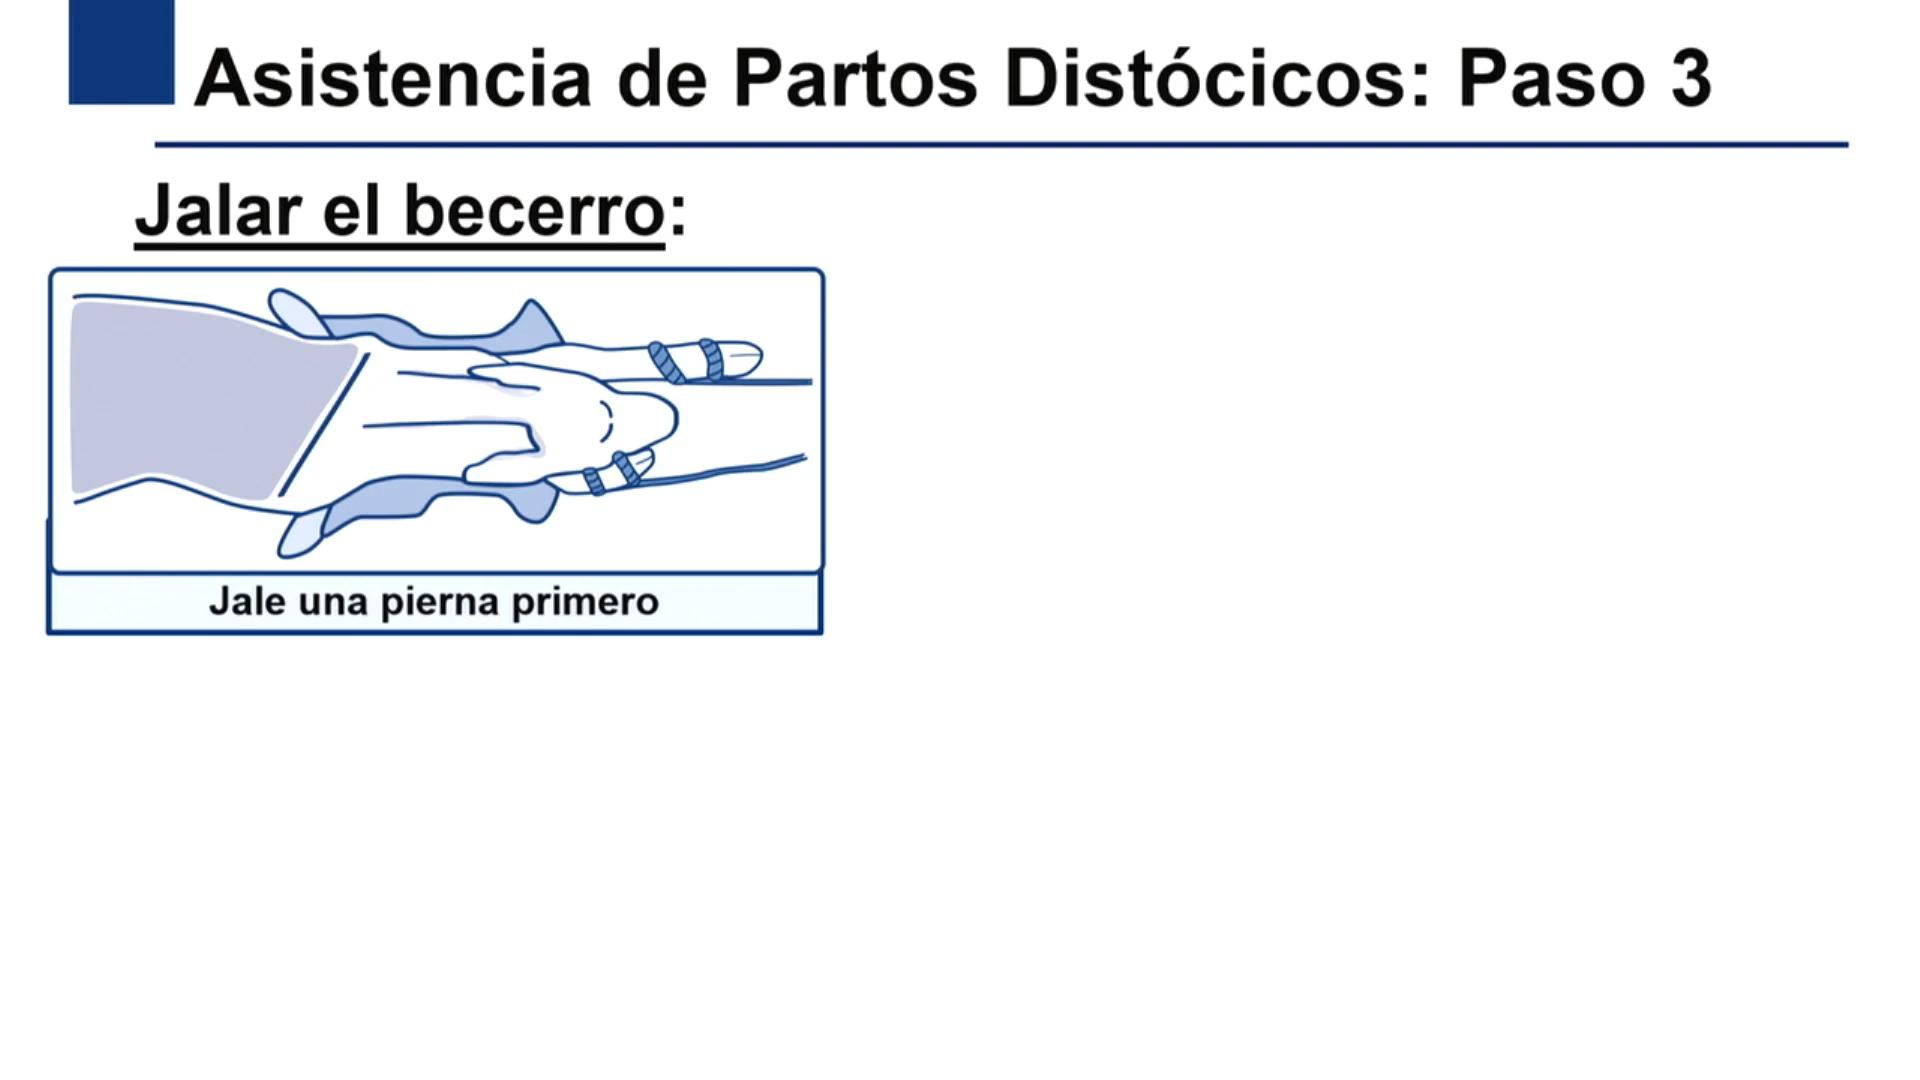 Asistencia de Partos Distócicos: Paso 3
Jalar el becerro:
Jale una pierna primero